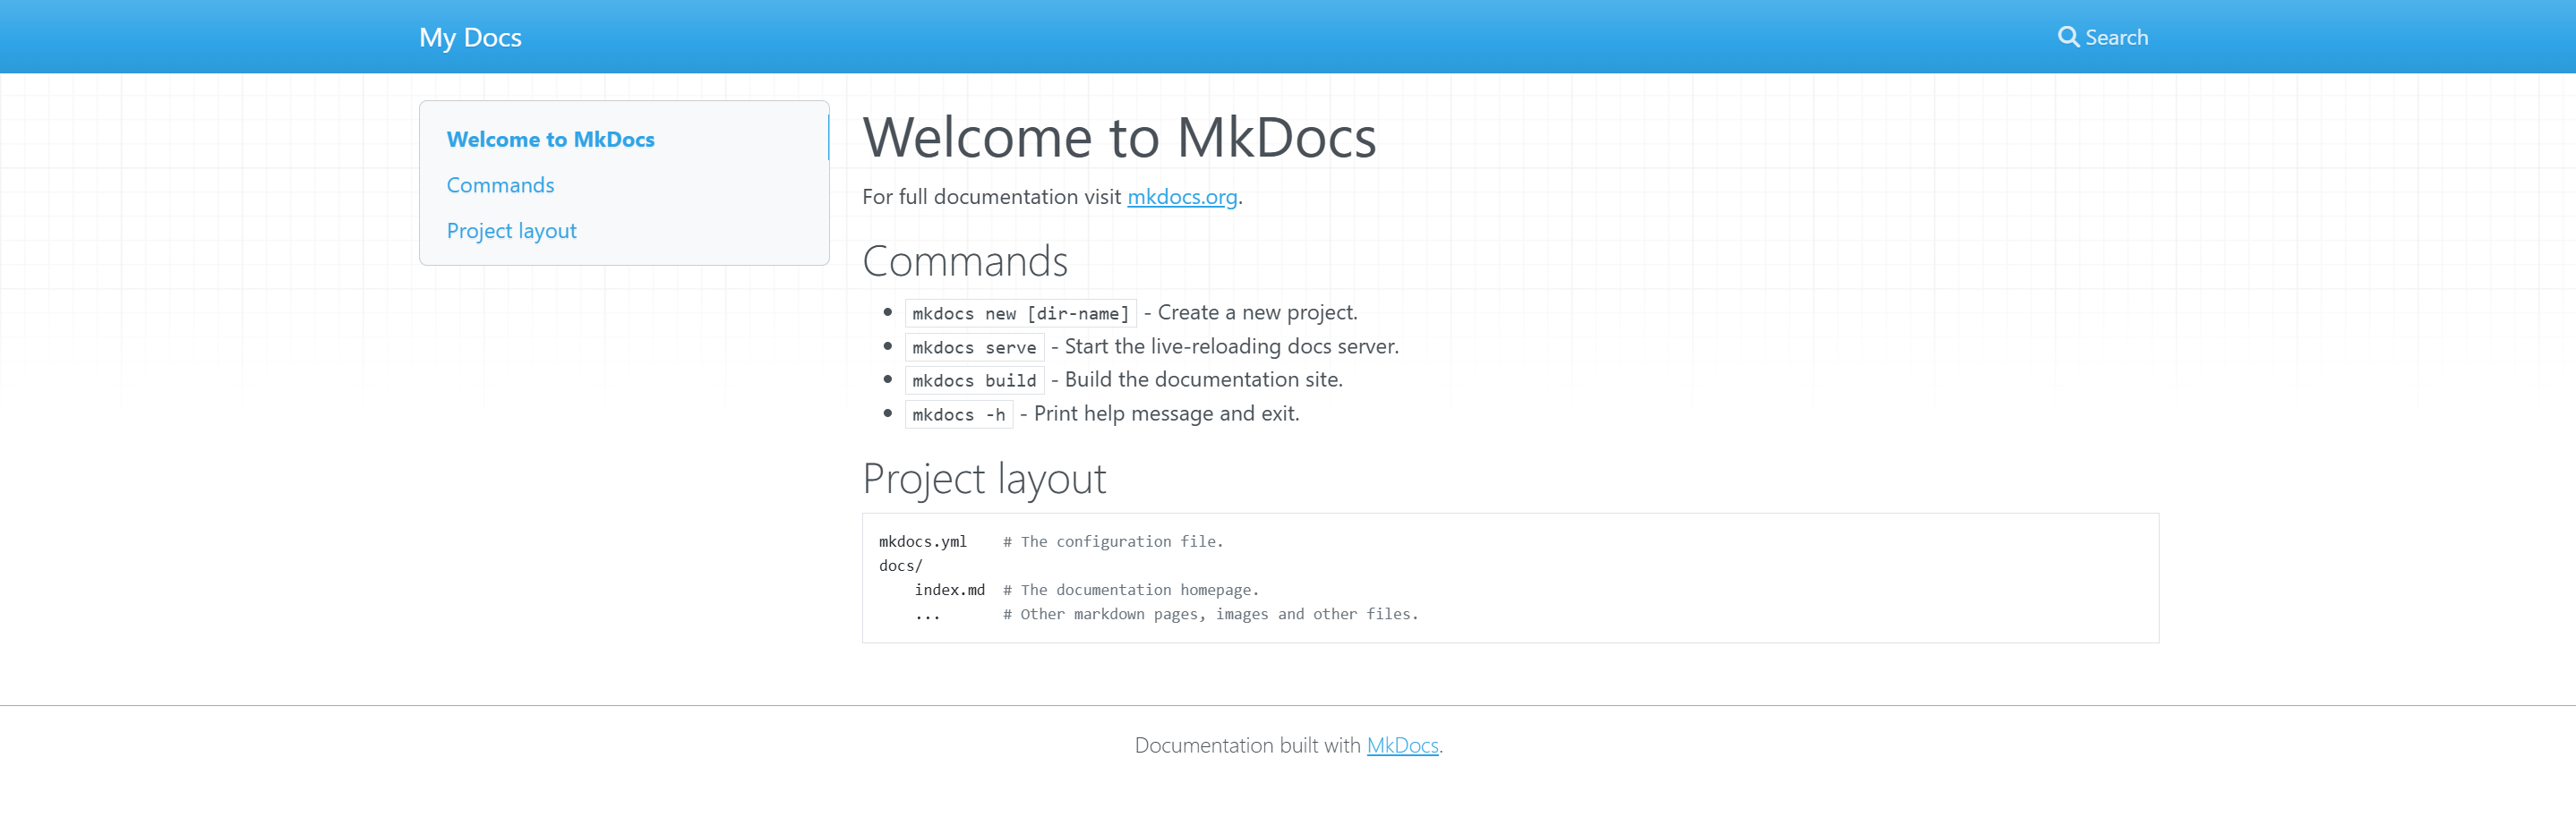 My Docs
Search
Welcome to MkDocs
Commands
Project layout
Welcome to MkDocs
For full documentation visit mkdocs.org.
Commands
mkdocs new [dir-name] - Create a new project.
mkdocs serve - Start the live-reloading docs server.
mkdocs build - Build the documentation site.
mkdocs -h - Print help message and exit.
Project layout
mkdocs.yml    # The configuration file.
docs/
    index.md  # The documentation homepage.
    ...       # Other markdown pages, images and other files.
Documentation built with MkDocs.